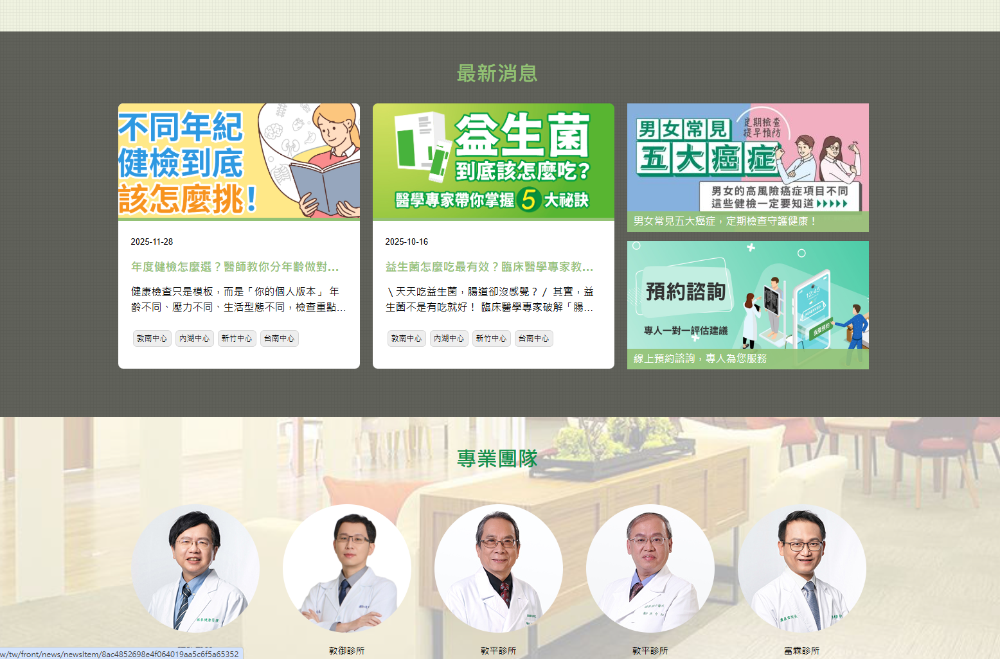 最新消息
不同年紀
健檢到底
該怎麼挑!
2025-11-28
年度健檢怎麼選？醫師教你分年齡做對...
健康檢查只是模板，而是「你的個人版本」 年
齡不同、壓力不同、生活型態不同，檢查重點...
敦南中心 內湖中心 新竹中心 台南中心
益生菌
到底該怎麼吃?
醫學專家帶你掌握5大祕訣
2025-10-16
益生菌怎麼吃最有效？臨床醫學專家教...
\ 天天吃益生菌，腸道卻沒感覺？ / 其實，益
生菌不是有吃就好！ 臨床醫學專家破解「腸...
敦南中心 內湖中心 新竹中心 台南中心
定期檢查
提早預防
男女常見
五大癌症
男女的高風險癌症項目不同
這些健檢一定要知道
男女常見五大癌症，定期檢查守護健康！
預約諮詢
專人一對一評估建議
12:45
RESERVED
我要預約
線上預約諮詢，專人為您服務
專業團隊
敦御診所
敦平診所
敦平診所
富霖診所
w/tw/front/news/newsItem/8ac4852698e4f064019aa5c6f5a65352